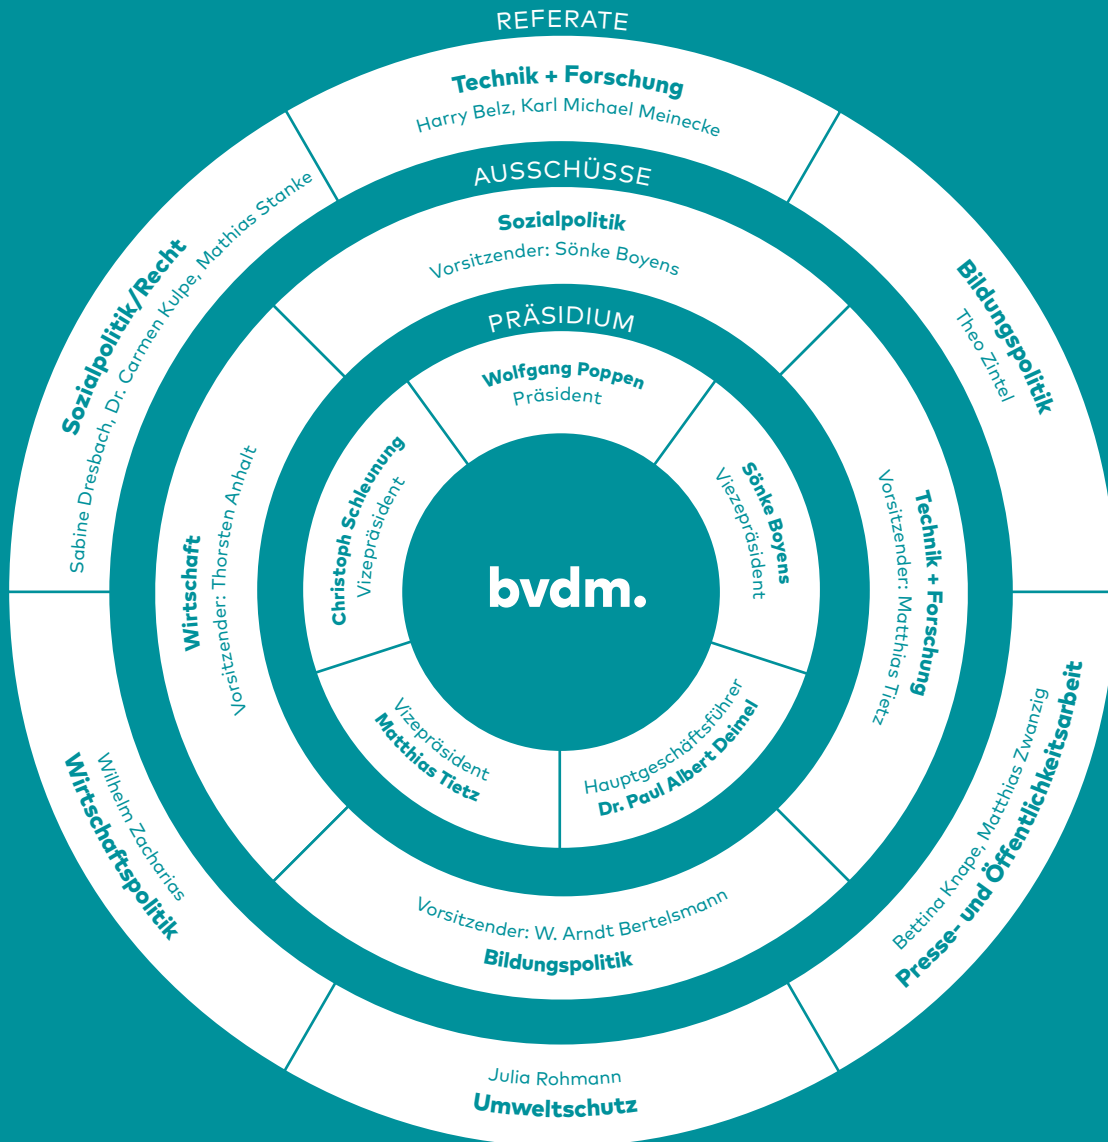 REFERATE
Technik + Forschung
Harry Belz, Karl Michael Meinecke
Bildungspolitik
Theo Zintel
Bettina Knape, Matthias Zwanzig
Presse- und Öffentlichkeitsarbeit
Julia Rohmann
Umweltschutz
Wilhelm Zacharias
Wirtschaftspolitik
Sozialpolitik/Recht
Sabine Dresbach, Dr. Carmen Kulpe, Mathias Stanke
AUSSCHÜSSE
Sozialpolitik
Vorsitzender: Sönke Boyens
Technik + Forschung
Vorsitzender: Matthias Tietz
Vorsitzender: W. Arndt Bertelsmann
Bildungspolitik
Wirtschaft
Vorsitzender: Thorsten Anhalt
PRÄSIDIUM
Wolfgang Poppen
Präsident
Sönke Boyens
Viezepräsident
Hauptgeschäftsführer
Dr. Paul Albert Deimel
Vizepräsident
Matthias Tietz
Christoph Schleunung
Vizepräsident
bvdm.